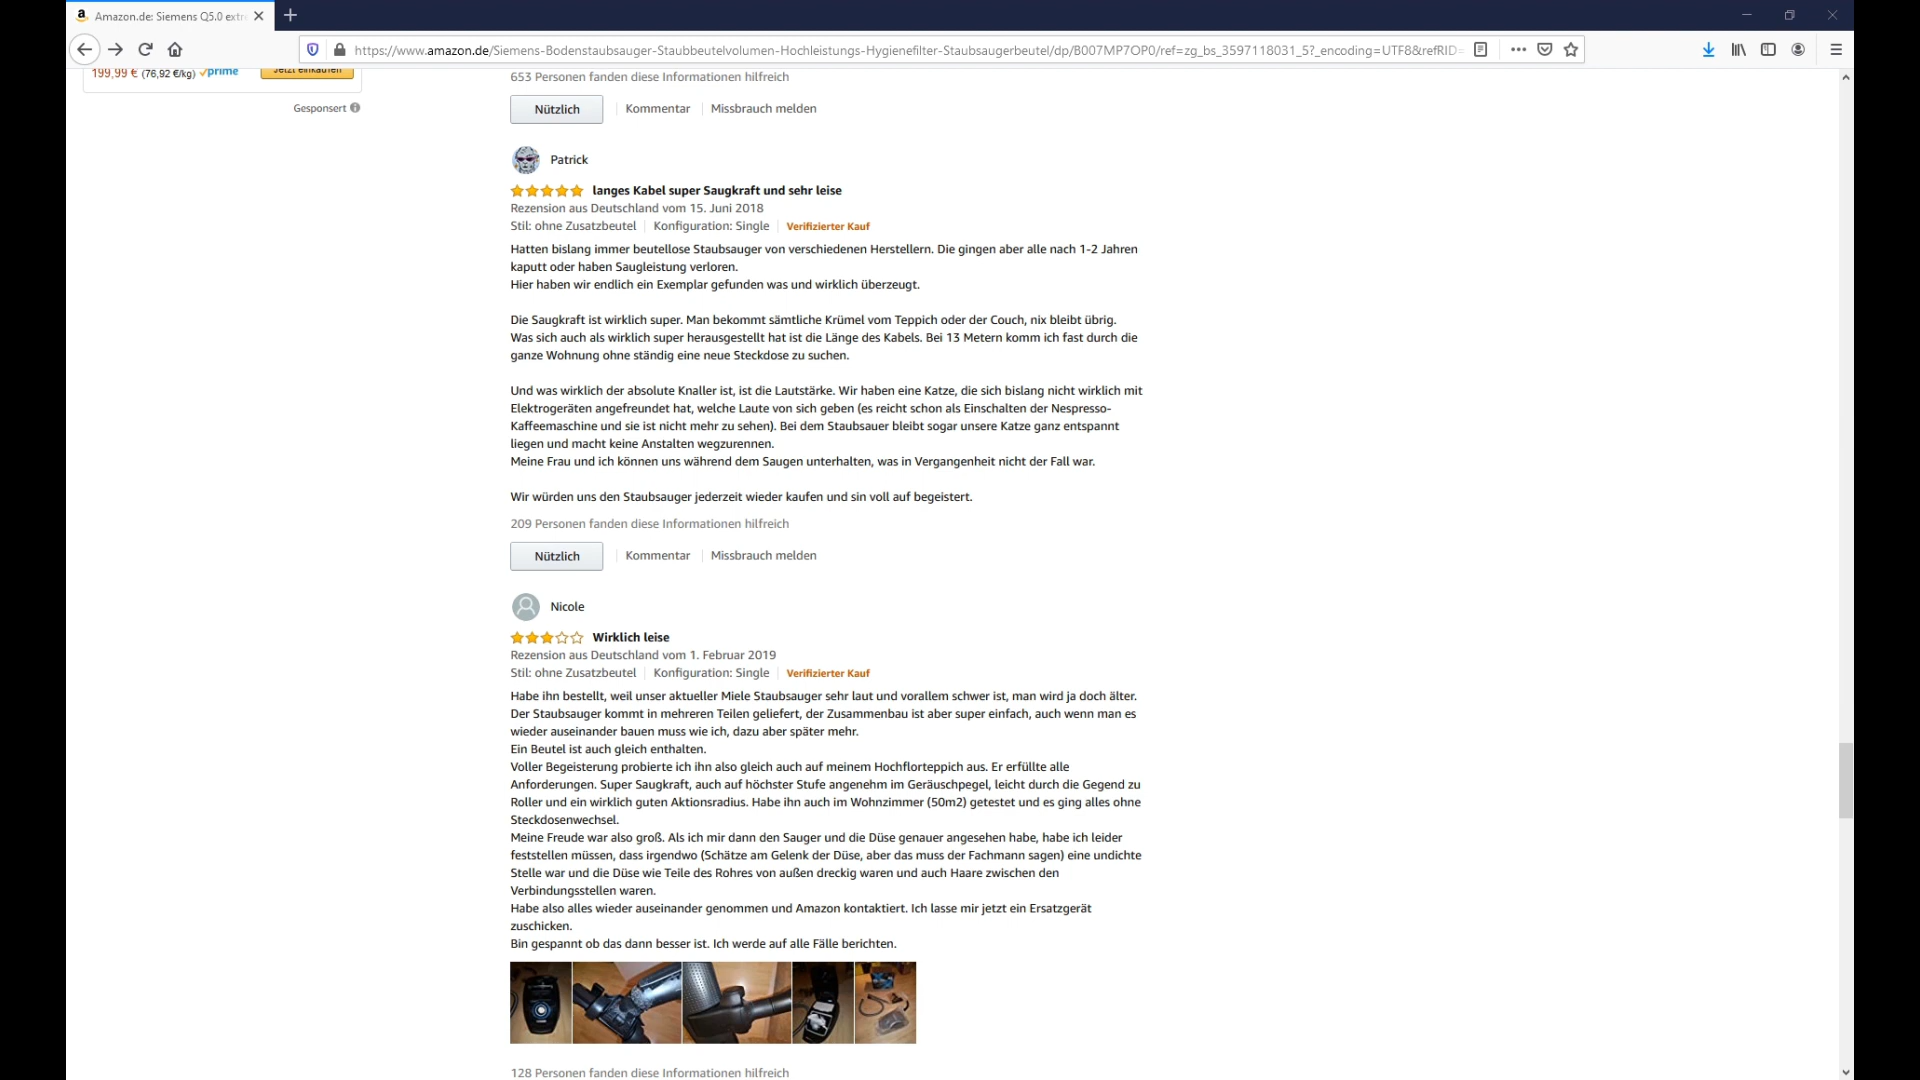 Amazon.de: Siemens Q5.0 extre
https://www.amazon.de/Siemens-Bodenstaubsauger-Staubbeutelvolumen-Hochleistungs-Hygienefilter-Staubsaugerbeutel/dp/B007MP7OP0/ref=zg_bs_3597118031_5?_encoding=UTF8&refRID=
199,99 € (76,92 €/kg) prime
Jetzt einkaufen
Gesponsert
653 Personen fanden diese Informationen hilfreich
Nützlich Kommentar Missbrauch melden
Patrick
langes Kabel super Saugkraft und sehr leise
Rezension aus Deutschland vom 15. Juni 2018
Stil: ohne Zusatzbeutel Konfiguration: Single Verifizierter Kauf
Hatten bislang immer beutellose Staubsauger von verschiedenen Herstellern. Die gingen aber alle nach 1-2 Jahren
kaputt oder haben Saugleistung verloren.
Hier haben wir endlich ein Exemplar gefunden was und wirklich überzeugt.
Die Saugkraft ist wirklich super. Man bekommt sämtliche Krümel vom Teppich oder der Couch, nix bleibt übrig.
Was sich auch als wirklich super herausgestellt hat ist die Länge des Kabels. Bei 13 Metern komm ich fast durch die
ganze Wohnung ohne ständig eine neue Steckdose zu suchen.
Und was wirklich der absolute Knaller ist, ist die Lautstärke. Wir haben eine Katze, die sich bislang nicht wirklich mit
Elektrogeräten angefreundet hat, welche Laute von sich geben (es reicht schon als Einschalten der Nespresso-
Kaffeemaschine und sie ist nicht mehr zu sehen). Bei dem Staubsauer bleibt sogar unsere Katze ganz entspannt
liegen und macht keine Anstalten wegzurennen.
Meine Frau und ich können uns während dem Saugen unterhalten, was in Vergangenheit nicht der Fall war.
Wir würden uns den Staubsauger jederzeit wieder kaufen und sin voll auf begeistert.
209 Personen fanden diese Informationen hilfreich
Nützlich Kommentar Missbrauch melden
Nicole
Wirklich leise
Rezension aus Deutschland vom 1. Februar 2019
Stil: ohne Zusatzbeutel Konfiguration: Single Verifizierter Kauf
Habe ihn bestellt, weil unser aktueller Miele Staubsauger sehr laut und vorallem schwer ist, man wird ja doch älter.
Der Staubsauger kommt in mehreren Teilen geliefert, der Zusammenbau ist aber super einfach, auch wenn man es
wieder auseinander bauen muss wie ich, dazu aber später mehr.
Ein Beutel ist auch gleich enthalten.
Voller Begeisterung probierte ich ihn also gleich auch auf meinem Hochflorteppich aus. Er erfüllte alle
Anforderungen. Super Saugkraft, auch auf höchster Stufe angenehm im Geräuschpegel, leicht durch die Gegend zu
Roller und ein wirklich guten Aktionsradius. Habe ihn auch im Wohnzimmer (50m2) getestet und es ging alles ohne
Steckdosenwechsel.
Meine Freude war also groß. Als ich mir dann den Sauger und die Düse genauer angesehen habe, habe ich leider
feststellen müssen, dass irgendwo (Schätze am Gelenk der Düse, aber das muss der Fachmann sagen) eine undichte
Stelle war und die Düse wie Teile des Rohres von außen dreckig waren und auch Haare zwischen den
Verbindungsstellen waren.
Habe also alles wieder auseinander genommen und Amazon kontaktiert. Ich lasse mir jetzt ein Ersatzgerät
zuschicken.
Bin gespannt ob das dann besser ist. Ich werde auf alle Fälle berichten.
128 Personen fanden diese Informationen hilfreich